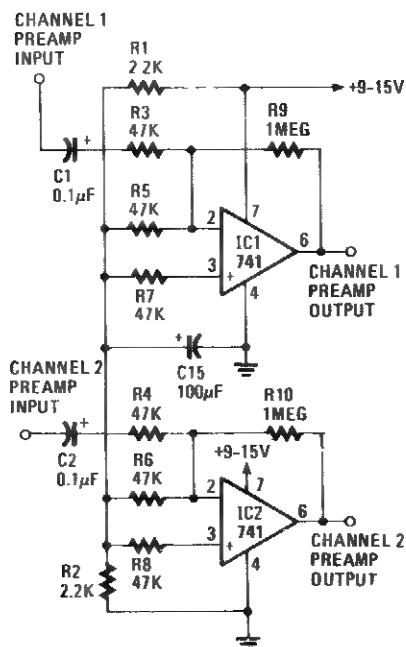 CHANNEL 1
PREAMP
INPUT
R1
2.2K
+9-15V
R3
47K
R9
1MEG
+
C1
0.1µF
R5
47K
2
7
IC1
741
6
3
+
4
R7
47K
CHANNEL 1
PREAMP
OUTPUT
+
C15
100µF
CHANNEL 2
PREAMP
INPUT
R4
47K
R10
1MEG
+
C2
0.1µF
+9-15V
R6
47K
2
7
IC2
741
6
3
+
4
R8
47K
R2
2.2K
CHANNEL 2
PREAMP
OUTPUT